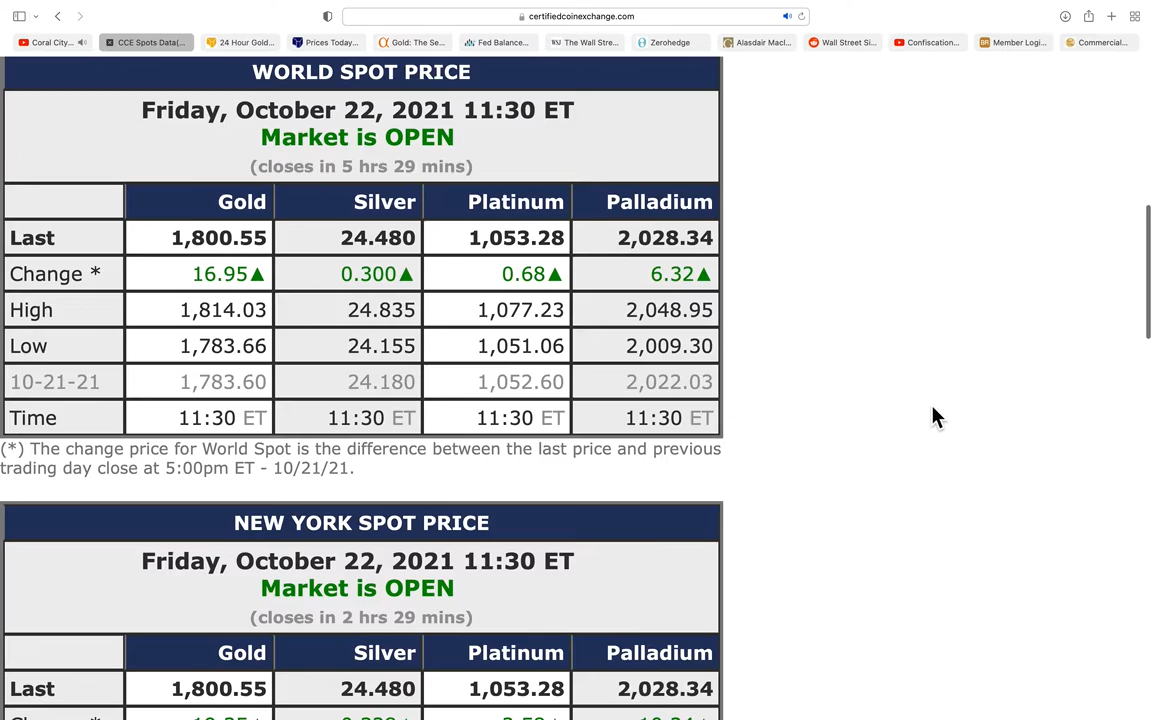 certifiedcoinexchange.com
Coral City... CCE Spots Data(... 24 Hour Gold... Prices Today... Gold: The Se... Fed Balance... WSJ The Wall Stre... Zerohedge Alasdair Macl... Wall Street Si... Confiscation... BR Member Logi... Commercial...
WORLD SPOT PRICE
Friday, October 22, 2021 11:30 ET
Market is OPEN
(closes in 5 hrs 29 mins)
Gold Silver Platinum Palladium
Last 1,800.55 24.480 1,053.28 2,028.34
Change * 16.95▲ 0.300▲ 0.68▲ 6.32▲
High 1,814.03 24.835 1,077.23 2,048.95
Low 1,783.66 24.155 1,051.06 2,009.30
10-21-21 1,783.60 24.180 1,052.60 2,022.03
Time 11:30 ET 11:30 ET 11:30 ET 11:30 ET
(*) The change price for World Spot is the difference between the last price and previous
trading day close at 5:00pm ET - 10/21/21.
NEW YORK SPOT PRICE
Friday, October 22, 2021 11:30 ET
Market is OPEN
(closes in 2 hrs 29 mins)
Gold Silver Platinum Palladium
Last 1,800.55 24.480 1,053.28 2,028.34